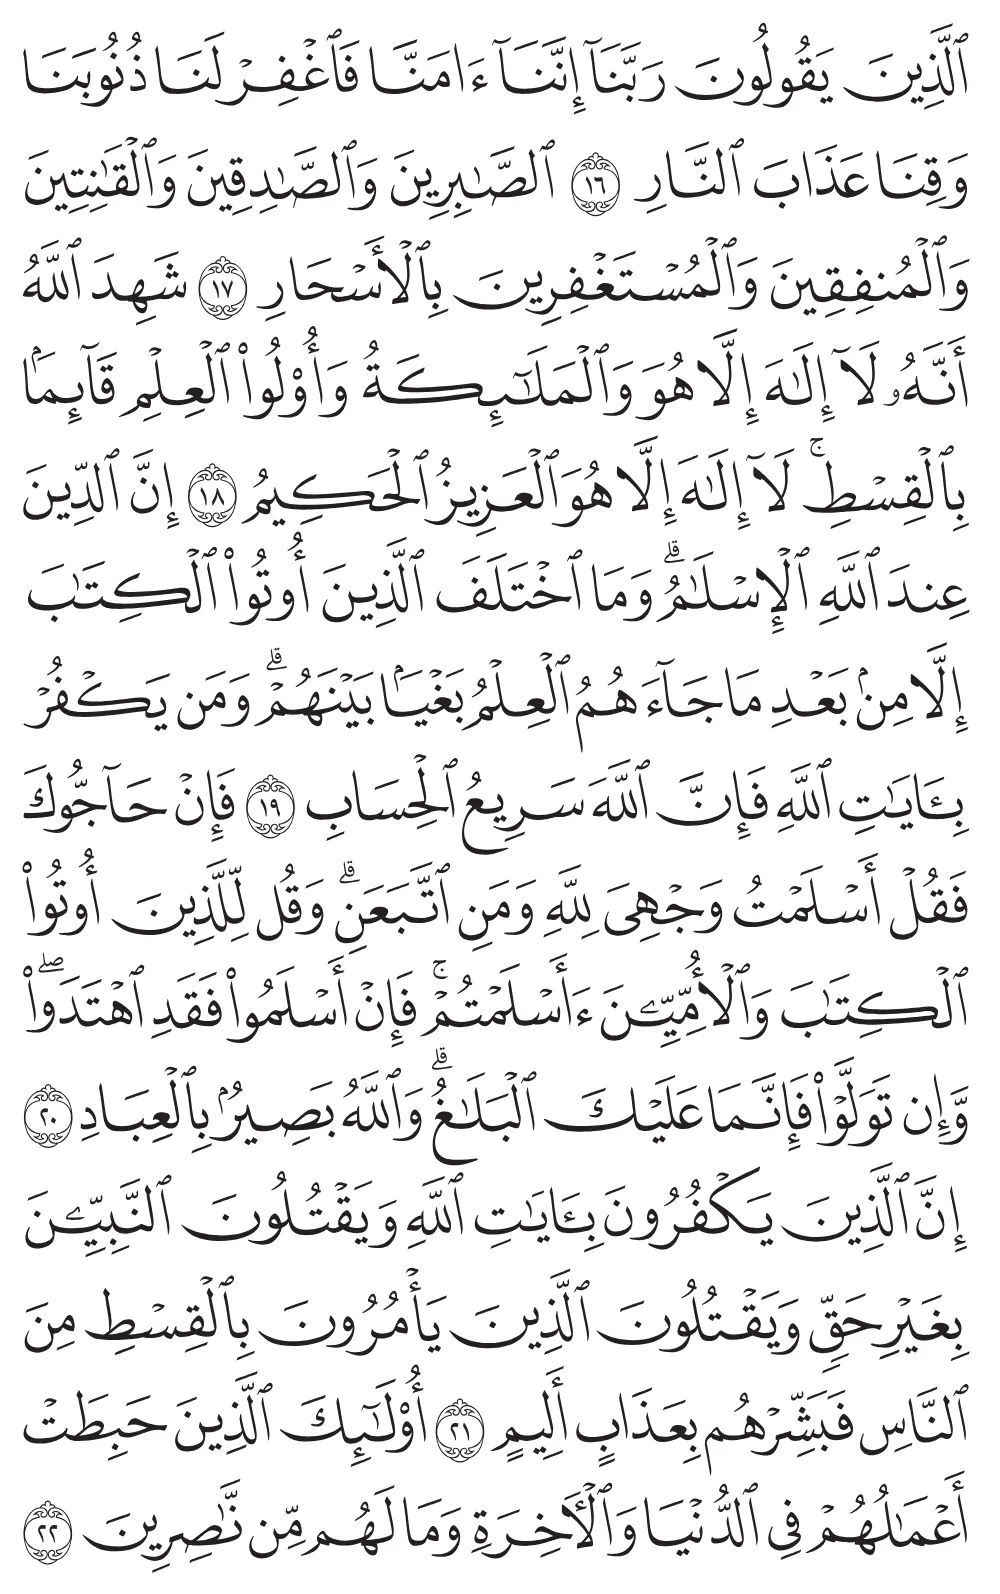 ٱلَّذِينَ يَقُولُونَ رَبَّنَآ إِنَّنَآ ءَامَنَّا فَٱغْفِرْ لَنَا ذُنُوبَنَا
وَقِنَا عَذَابَ ٱلنَّارِ ١٦ ٱلصَّٰبِرِينَ وَٱلصَّٰدِقِينَ وَٱلْقَٰنِتِينَ
وَٱلْمُنفِقِينَ وَٱلْمُسْتَغْفِرِينَ بِٱلْأَسْحَارِ ١٧ شَهِدَ ٱللَّهُ
أَنَّهُۥ لَآ إِلَٰهَ إِلَّا هُوَ وَٱلْمَلَٰٓئِكَةُ وَأُو۟لُوا۟ ٱلْعِلْمِ قَآئِمَۢا
بِٱلْقِسْطِ ۚ لَآ إِلَٰهَ إِلَّا هُوَ ٱلْعَزِيزُ ٱلْحَكِيمُ ١٨ إِنَّ ٱلدِّينَ
عِندَ ٱللَّهِ ٱلْإِسْلَٰمُ ۗ وَمَا ٱخْتَلَفَ ٱلَّذِينَ أُوتُوا۟ ٱلْكِتَٰبَ
إِلَّا مِنۢ بَعْدِ مَا جَآءَهُمُ ٱلْعِلْمُ بَغْيَۢا بَيْنَهُمْ ۗ وَمَن يَكْفُرْ
بِـَٔايَٰتِ ٱللَّهِ فَإِنَّ ٱللَّهَ سَرِيعُ ٱلْحِسَابِ ١٩ فَإِنْ حَآجُّوكَ
فَقُلْ أَسْلَمْتُ وَجْهِىَ لِلَّهِ وَمَنِ ٱتَّبَعَنِ ۗ وَقُل لِّلَّذِينَ أُوتُوا۟
ٱلْكِتَٰبَ وَٱلْأُمِّيِّـۧنَ ءَأَسْلَمْتُمْ ۚ فَإِنْ أَسْلَمُوا۟ فَقَدِ ٱهْتَدَوا۟ ۖ
وَّإِن تَوَلَّوْا۟ فَإِنَّمَا عَلَيْكَ ٱلْبَلَٰغُ ۗ وَٱللَّهُ بَصِيرُۢ بِٱلْعِبَادِ ٢٠
إِنَّ ٱلَّذِينَ يَكْفُرُونَ بِـَٔايَٰتِ ٱللَّهِ وَيَقْتُلُونَ ٱلنَّبِيِّـۧنَ
بِغَيْرِ حَقٍّ وَيَقْتُلُونَ ٱلَّذِينَ يَأْمُرُونَ بِٱلْقِسْطِ مِنَ
ٱلنَّاسِ فَبَشِّرْهُم بِعَذَابٍ أَلِيمٍ ٢١ أُو۟لَٰٓئِكَ ٱلَّذِينَ حَبِطَتْ
أَعْمَٰلُهُمْ فِى ٱلدُّنْيَا وَٱلْـَٔاخِرَةِ وَمَا لَهُم مِّن نَّٰصِرِينَ ٢٢